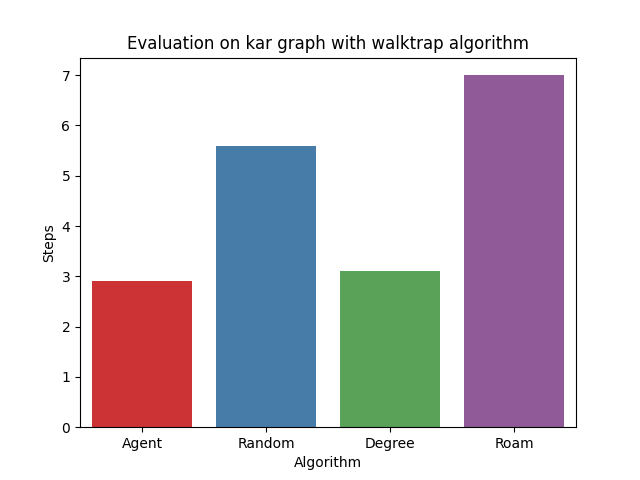 Evaluation on kar graph with walktrap algorithm
7
6
5
4
3
2
1
0
Steps
Agent Random Degree Roam
Algorithm